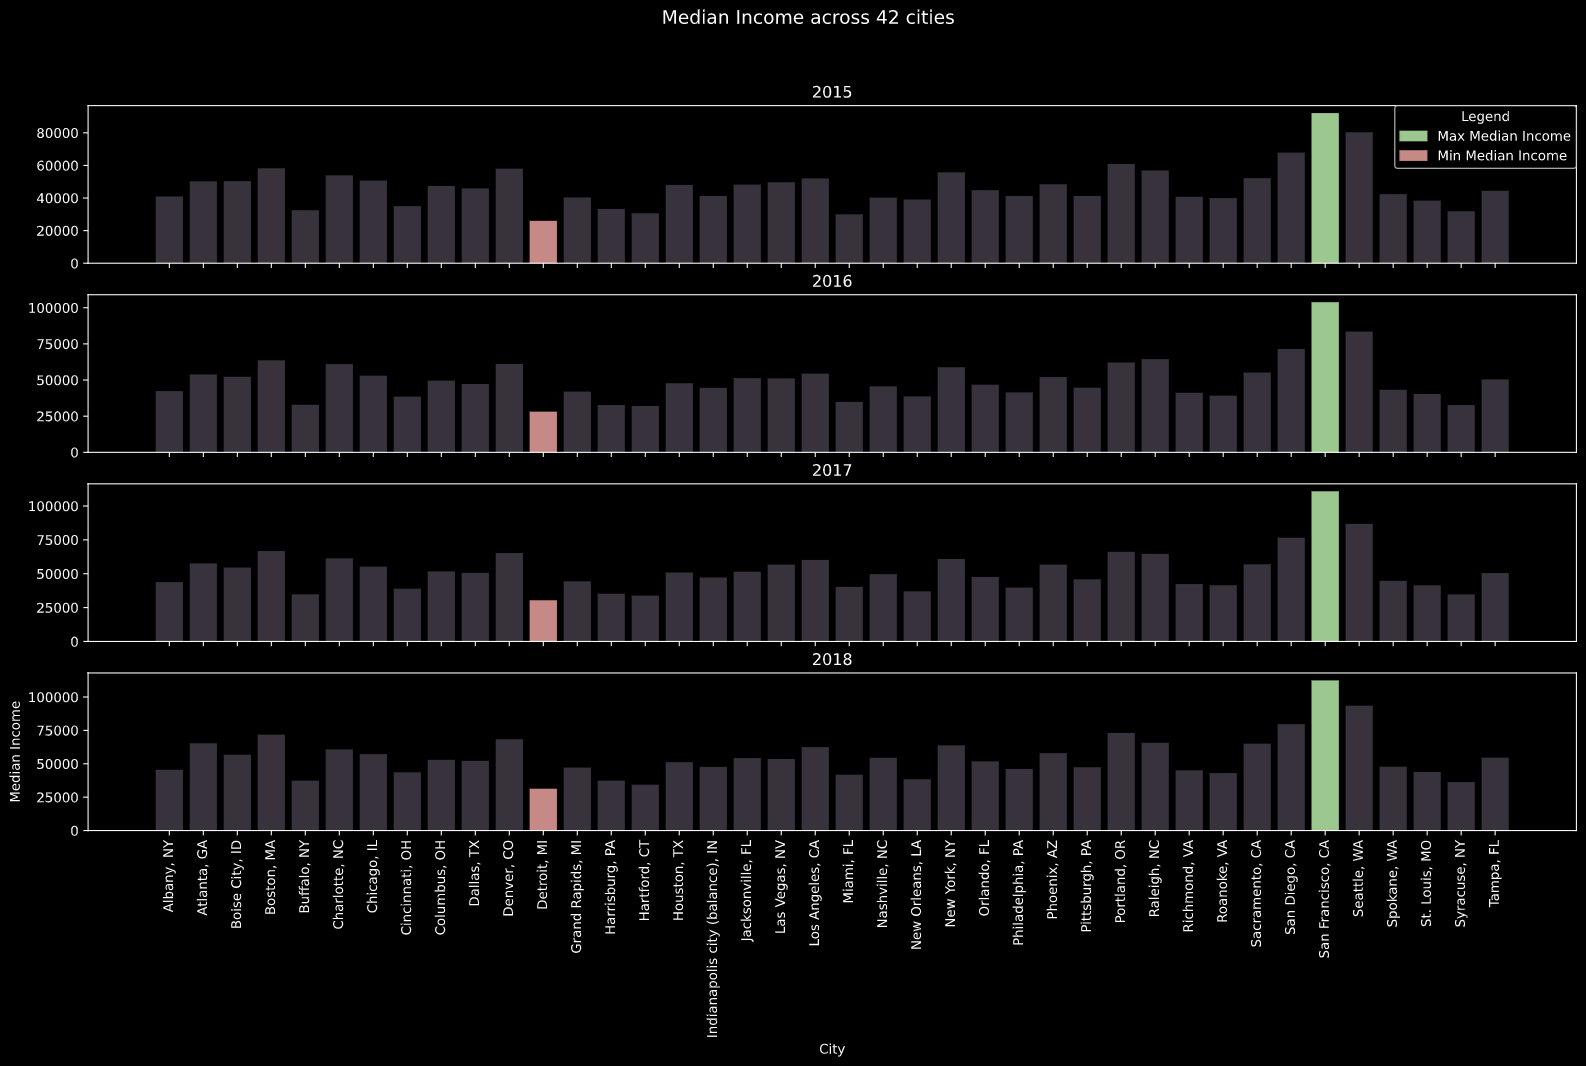 Median Income across 42 cities
2015
Legend
Max Median Income
Min Median Income
80000
60000
40000
20000
0
2016
100000
75000
50000
25000
0
2017
100000
75000
50000
25000
0
2018
100000
75000
50000
25000
0
Median Income
Albany, NY
Atlanta, GA
Boise City, ID
Boston, MA
Buffalo, NY
Charlotte, NC
Chicago, IL
Cincinnati, OH
Columbus, OH
Dallas, TX
Denver, CO
Detroit, MI
Grand Rapids, MI
Harrisburg, PA
Hartford, CT
Houston, TX
Indianapolis city (balance), IN
Jacksonville, FL
Las Vegas, NV
Los Angeles, CA
Miami, FL
Nashville, NC
New Orleans, LA
New York, NY
Orlando, FL
Philadelphia, PA
Phoenix, AZ
Pittsburgh, PA
Portland, OR
Raleigh, NC
Richmond, VA
Roanoke, VA
Sacramento, CA
San Diego, CA
San Francisco, CA
Seattle, WA
Spokane, WA
St. Louis, MO
Syracuse, NY
Tampa, FL
City